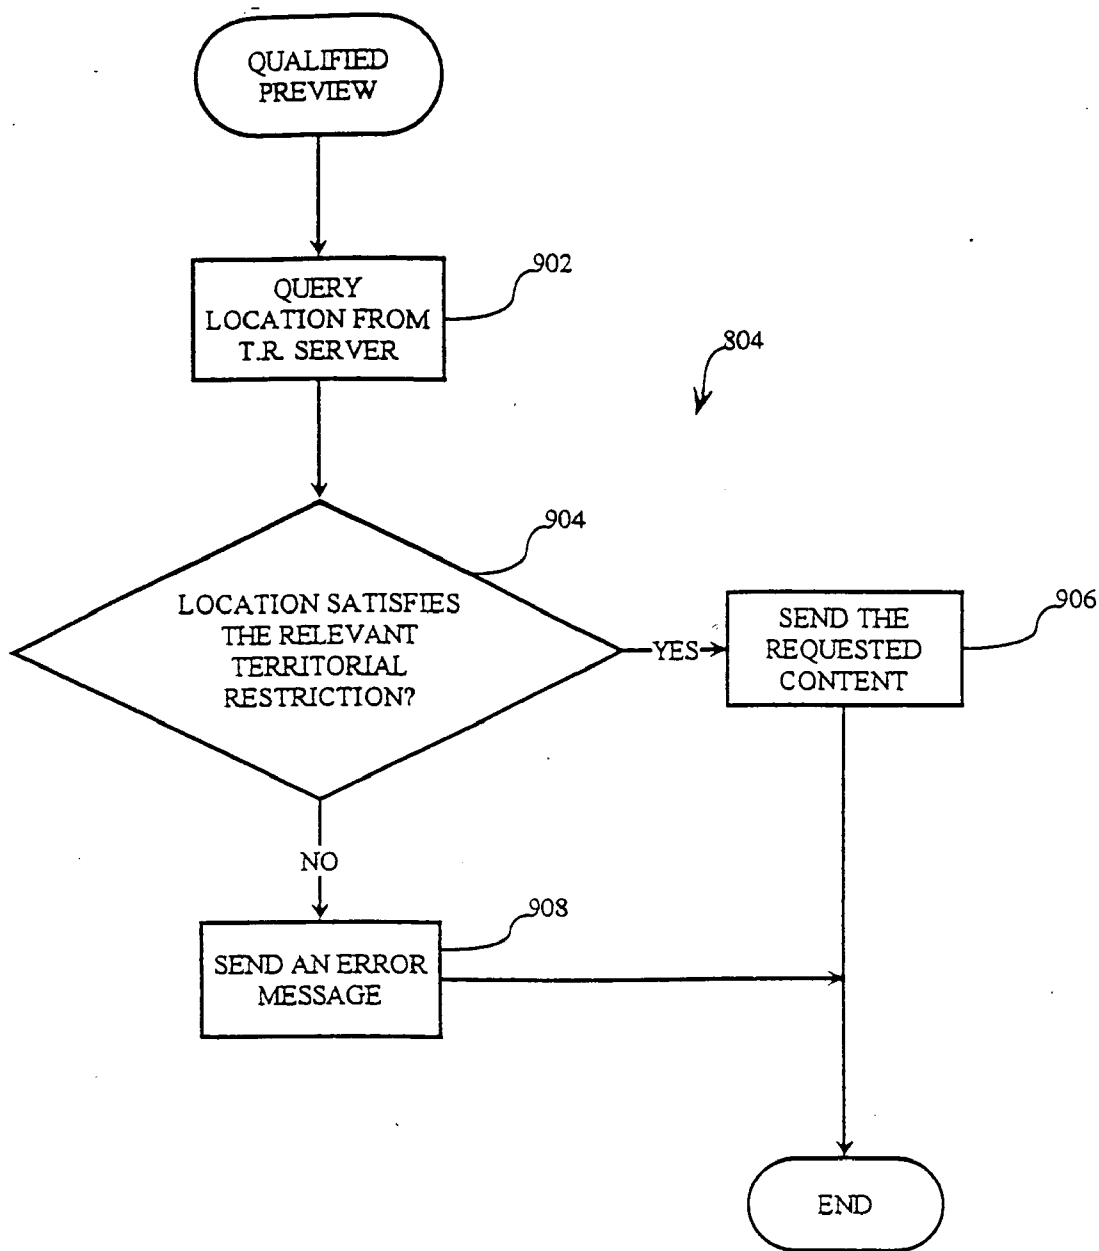 QUALIFIED
PREVIEW
902
QUERY
LOCATION FROM
T.R. SERVER
804
904
LOCATION SATISFIES
THE RELEVANT
TERRITORIAL
RESTRICTION?
YES
906
SEND THE
REQUESTED
CONTENT
NO
908
SEND AN ERROR
MESSAGE
END